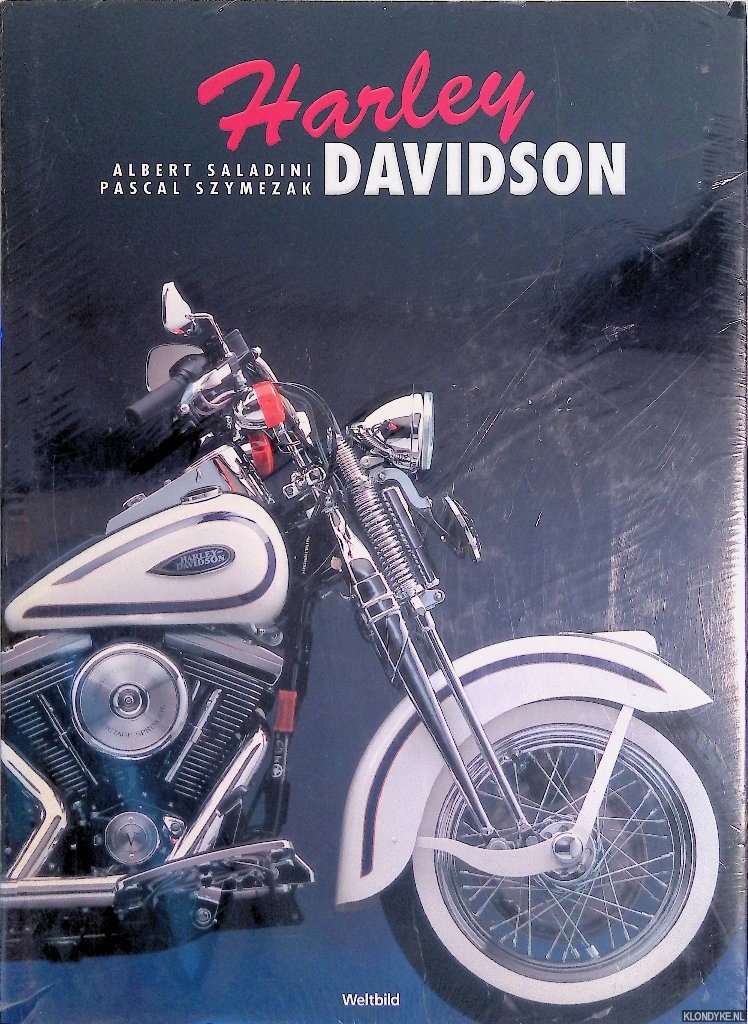 Harley
DAVIDSON
ALBERT SALADINI
PASCAL SZYMEZAK
HARLEY-
DAVIDSON
Weltbild
KLONDYKE.NL